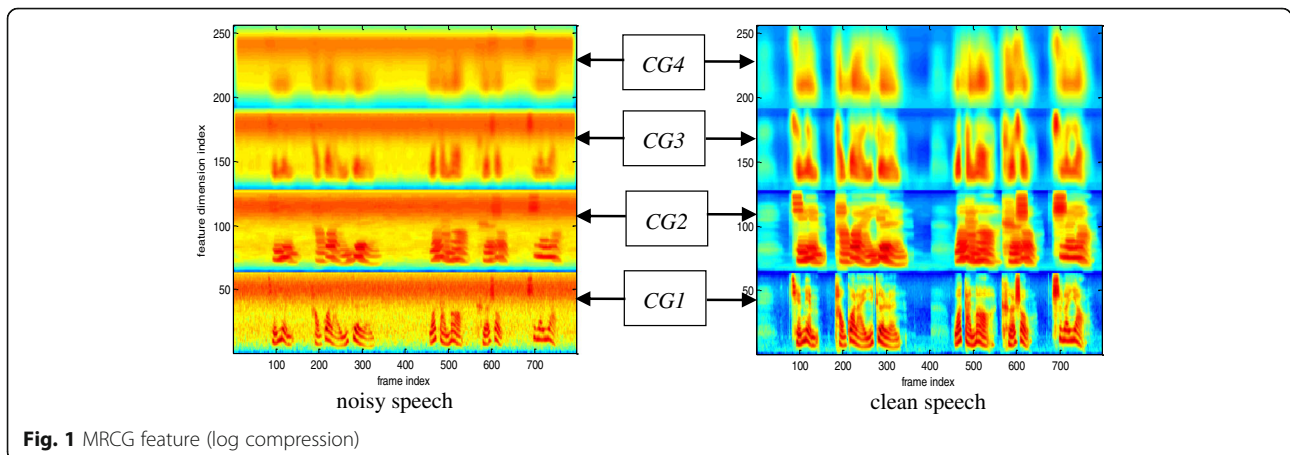 250
200
150
100
50
feature dimension index
100 200 300 400 500 600 700
frame index
noisy speech
CG4
CG3
CG2
CG1
250
200
150
100
50
100 200 300 400 500 600 700
frame index
clean speech
Fig. 1 MRCG feature (log compression)